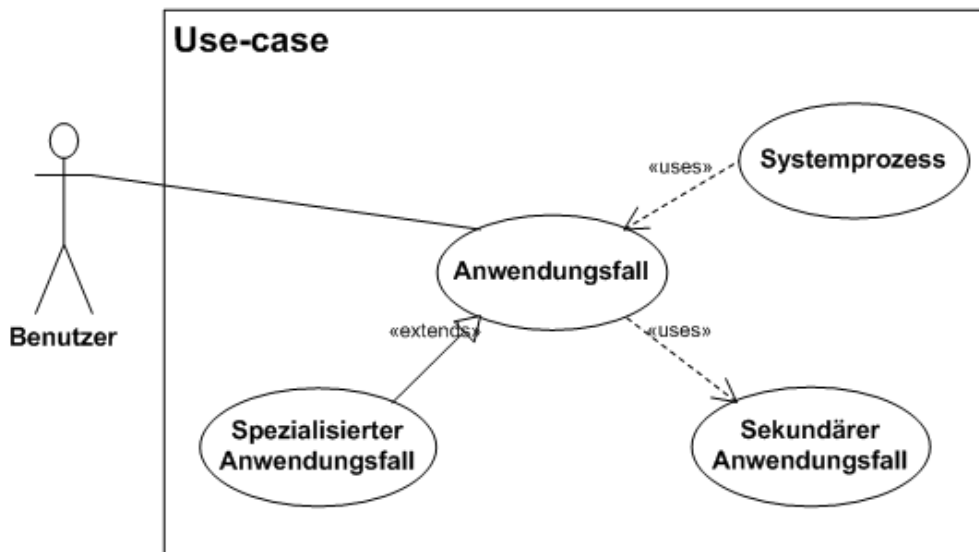 Use-case
Systemprozess
«uses»
Anwendungsfall
Benutzer
«extends»
«uses»
Spezialisierter
Anwendungsfall
Sekundärer
Anwendungsfall